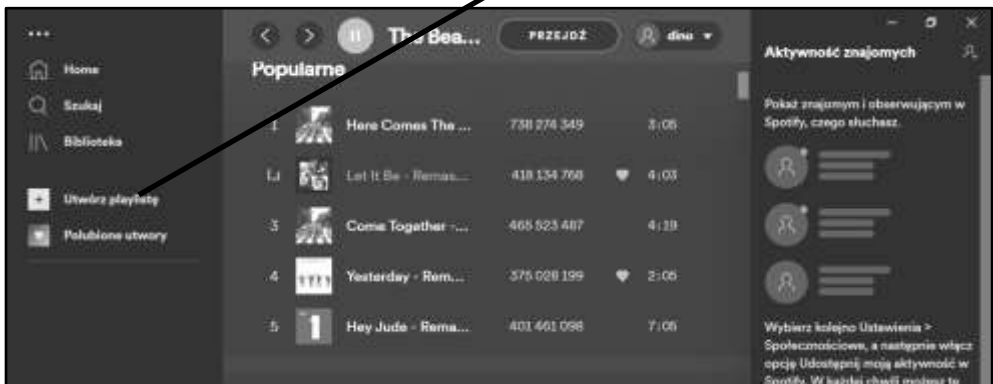 Home
Szukaj
Biblioteka
Utwórz playlistę
Polubione utwory
The Bea...
PRZEJDŹ
dino
Popularne
1 Here Comes The ... 738 274 349 3:05
Let It Be - Remas... 418 134 768 4:03
3 Come Together -... 465 523 487 4:19
4 Yesterday - Rem... 375 028 199 2:05
5 Hey Jude - Rema... 401 461 098 7:05
Aktywność znajomych
Pokaż znajomym i obserwującym w
Spotify, czego słuchasz.
Wybierz kolejno Ustawienia >
Społecznościowe, a następnie włącz
opcję Udostępnij moją aktywność w
Spotify. W każdej chwili możesz to